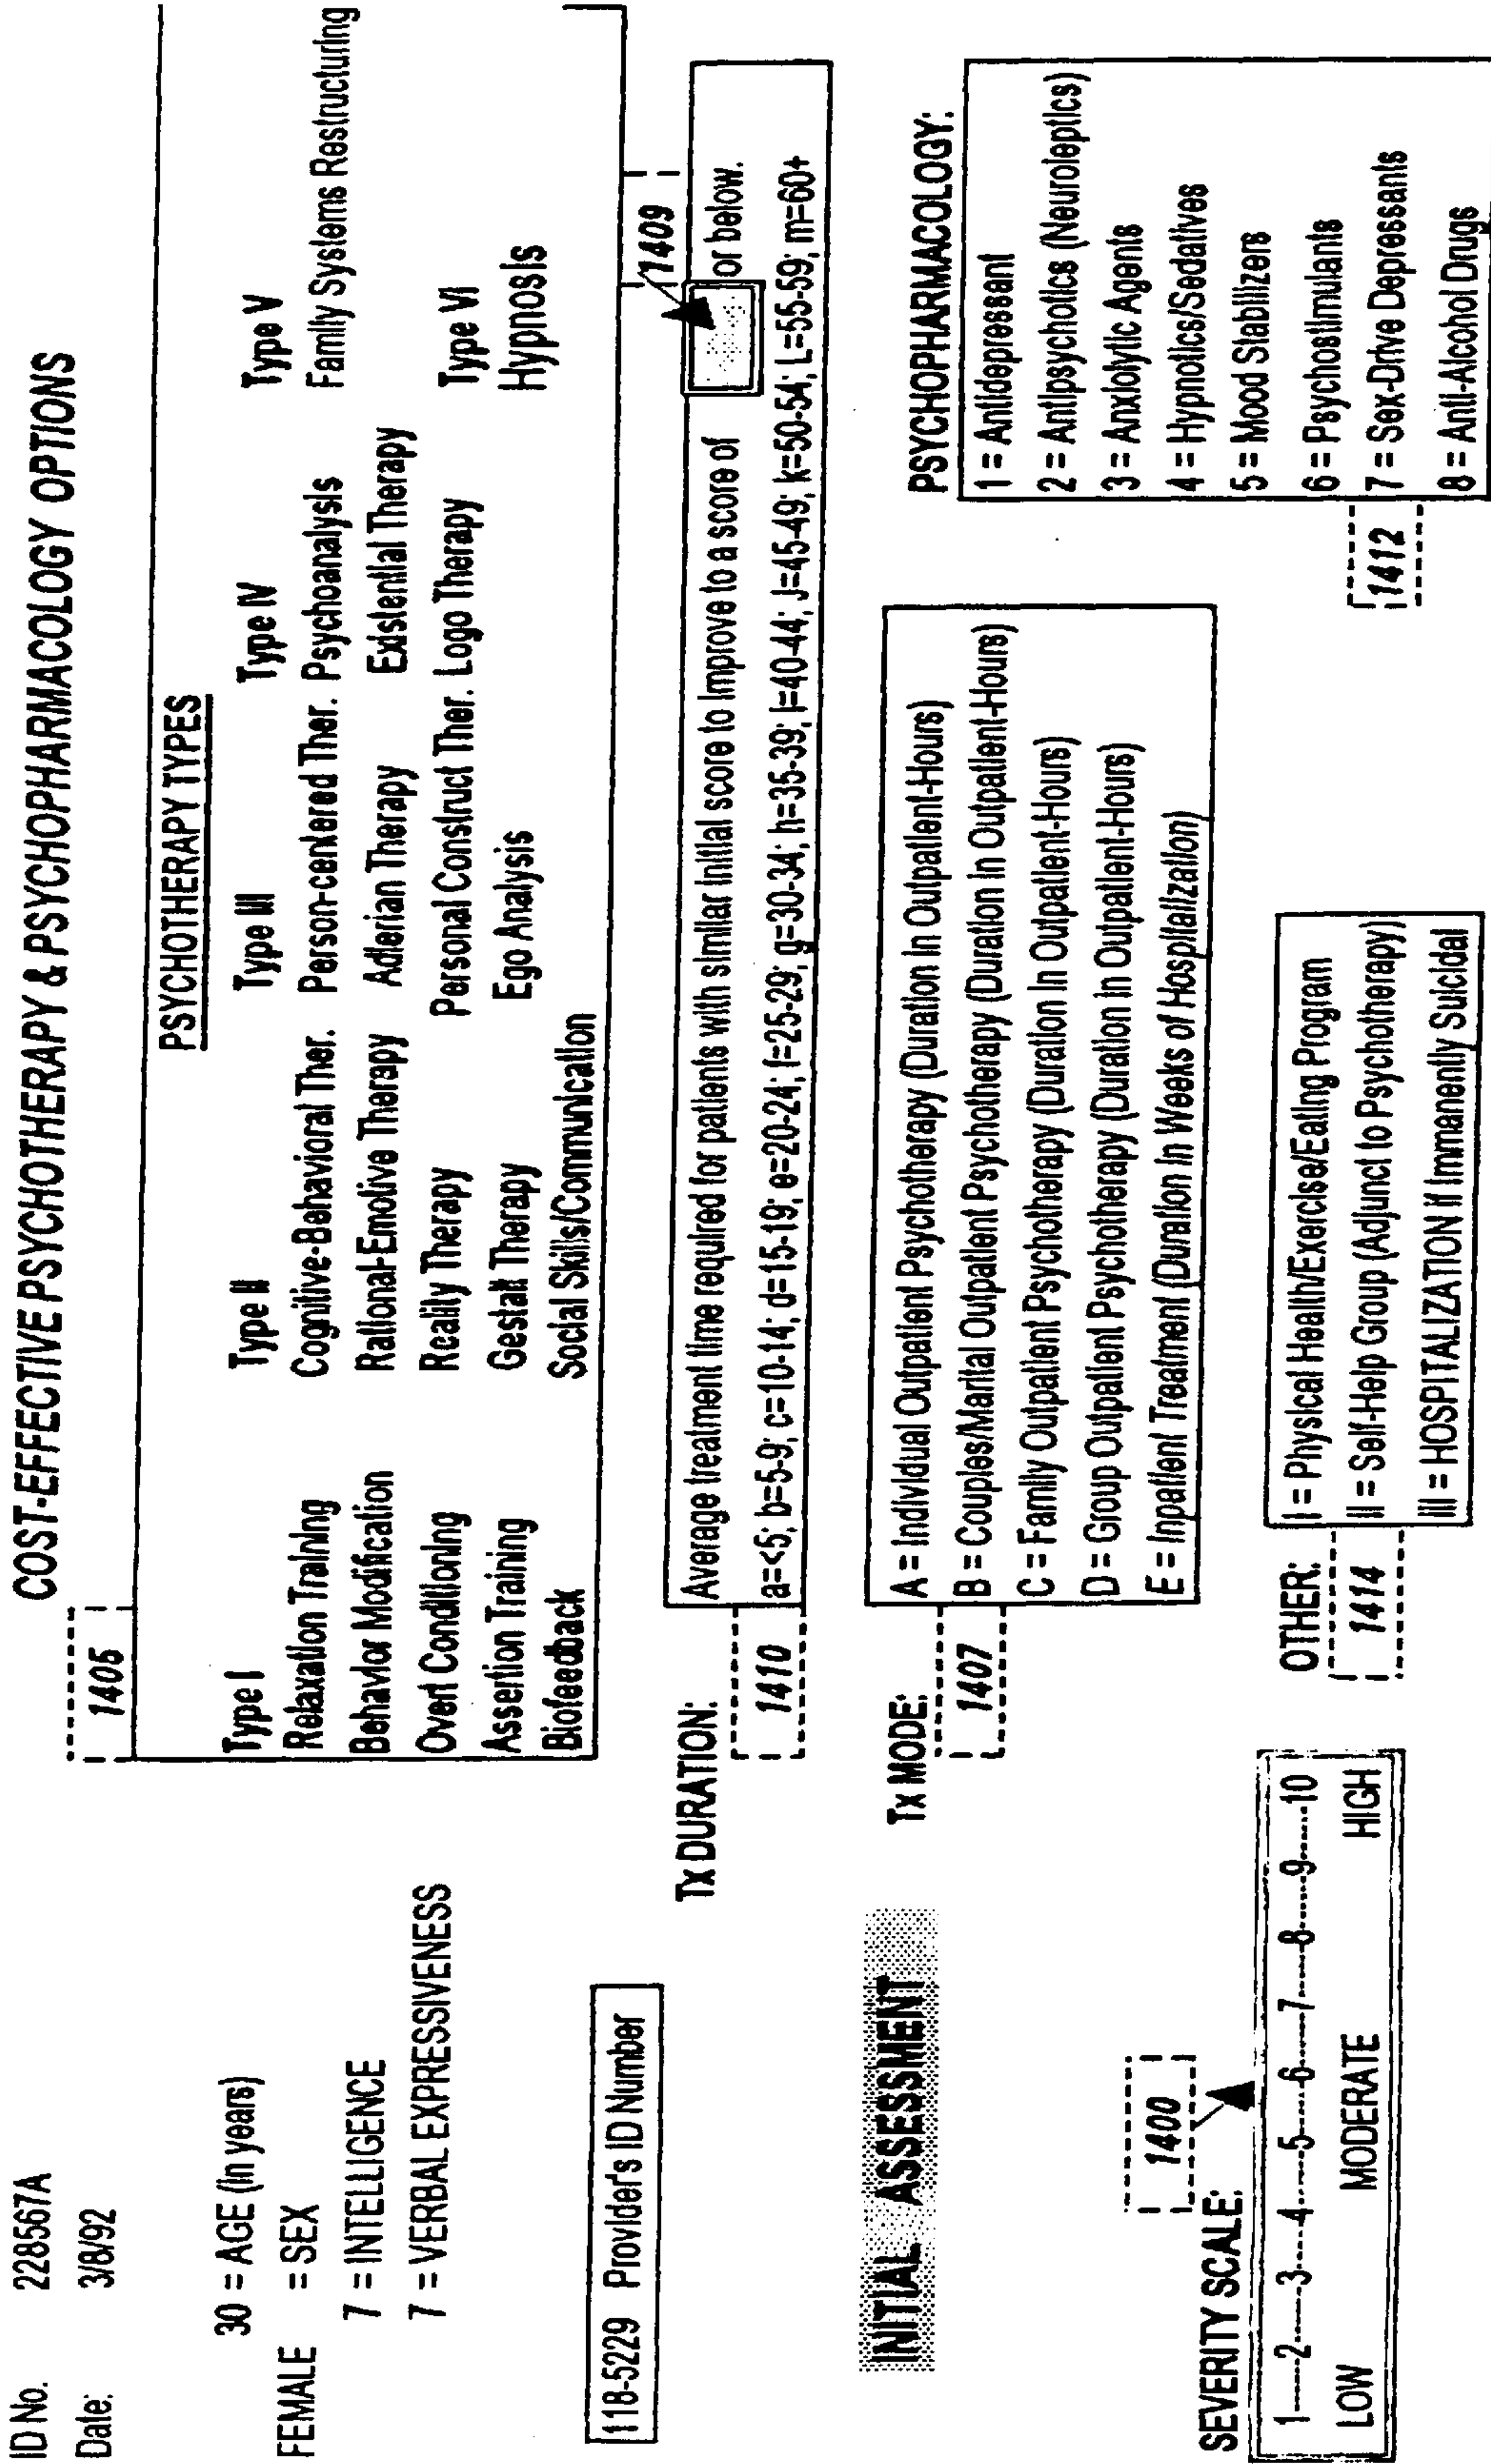 COST-EFFECTIVE PSYCHOTHERAPY & PSYCHOPHARMACOLOGY OPTIONS
ID No. 228567A
Date: 3/8/92
30 = AGE (In years)
FEMALE = SEX
7 = INTELLIGENCE
7 = VERBAL EXPRESSIVENESS
118-5229 Provider's ID Number
1405
PSYCHOTHERAPY TYPES
Type I
Relaxation Training
Behavior Modification
Overt Conditioning
Assertion Training
Biofeedback
Type II
Cognitive-Behavioral Ther.
Rational-Emotive Therapy
Reality Therapy
Gestalt Therapy
Social Skills/Communication
Type III
Person-centered Ther.
Adlerian Therapy
Personal Construct Ther.
Ego Analysis
Type IV
Psychoanalysis
Existential Therapy
Logo Therapy
Type V
Family Systems Restructuring
Type VI
Hypnosis
1409
Tx DURATION:
1410
Average treatment time required for patients with similar initial score to improve to a score of or below.
a=<5; b=5-9; c=10-14; d=15-19; e=20-24; f=25-29; g=30-34; h=35-39; I=40-44; J=45-49; k=50-54; L=55-59; m=60+
INITIAL ASSESSMENT
Tx MODE:
1407
A = Individual Outpatient Psychotherapy (Duration in Outpatient-Hours)
B = Couples/Marital Outpatient Psychotherapy (Duration In Outpatient-Hours)
C = Family Outpatient Psychotherapy (Duration In Outpatient-Hours)
D = Group Outpatient Psychotherapy (Duration in Outpatient-Hours)
E = Inpatient Treatment (Duration In Weeks of Hospitalization)
PSYCHOPHARMACOLOGY:
1412
1 = Antidepressant
2 = Antipsychotics (Neuroleptics)
3 = Anxiolytic Agents
4 = Hypnotics/Sedatives
5 = Mood Stabilizers
6 = Psychostimulants
7 = Sex-Drive Depressants
8 = Anti-Alcohol Drugs
1400
SEVERITY SCALE:
1-----2-----3-----4-----5-----6-----7-----8-----9-----10
LOW MODERATE HIGH
OTHER:
1414
I = Physical Health/Exercise/Eating Program
II = Self-Help Group (Adjunct to Psychotherapy)
III = HOSPITALIZATION if Immanently Suicidal